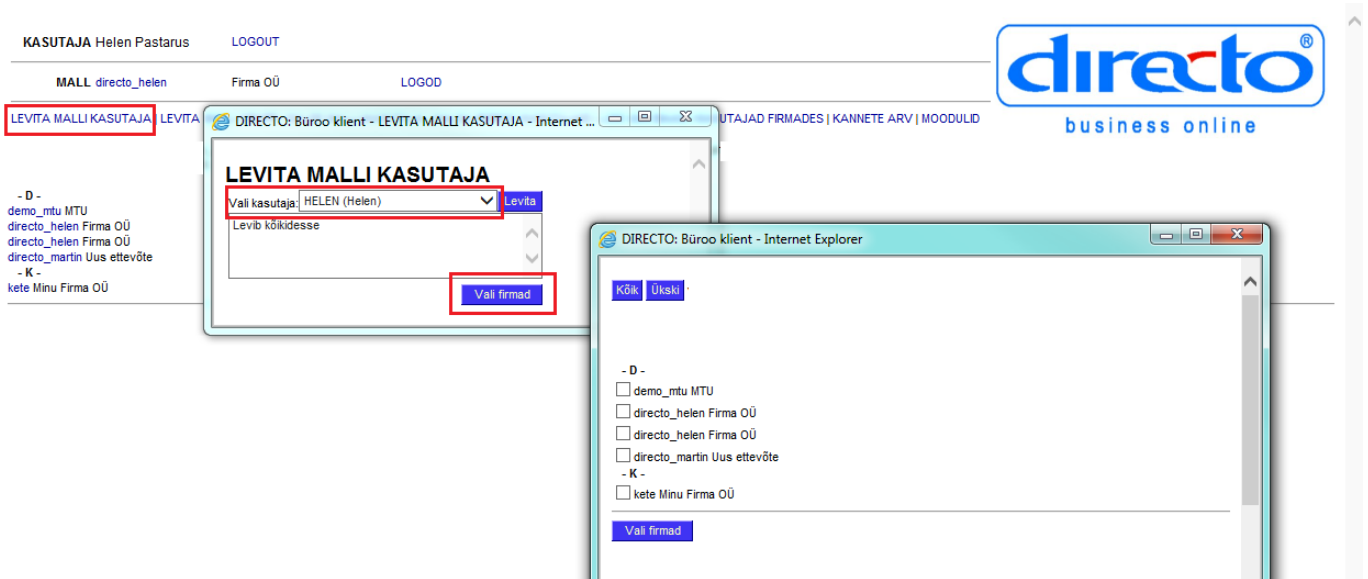 KASUTAJA Helen Pastarus LOGOUT
MALL directo_helen Firma OÜ LOGOD
directo®
business online
LEVITA MALLI KASUTAJA | LEVITA
UTAJAD FIRMADES | KANNETE ARV | MOODULID
- D -
demo_mtu MTU
directo_helen Firma OÜ
directo_helen Firma OÜ
directo_martin Uus ettevõte
- K -
kete Minu Firma OÜ
DIRECTO: Büroo klient - LEVITA MALLI KASUTAJA - Internet ...
LEVITA MALLI KASUTAJA
Vali kasutaja: HELEN (Helen) Levita
Levib kõikidesse
Vali firmad
DIRECTO: Büroo klient - Internet Explorer
Kõik Ükski
- D -
demo_mtu MTU
directo_helen Firma OÜ
directo_helen Firma OÜ
directo_martin Uus ettevõte
- K -
kete Minu Firma OÜ
Vali firmad